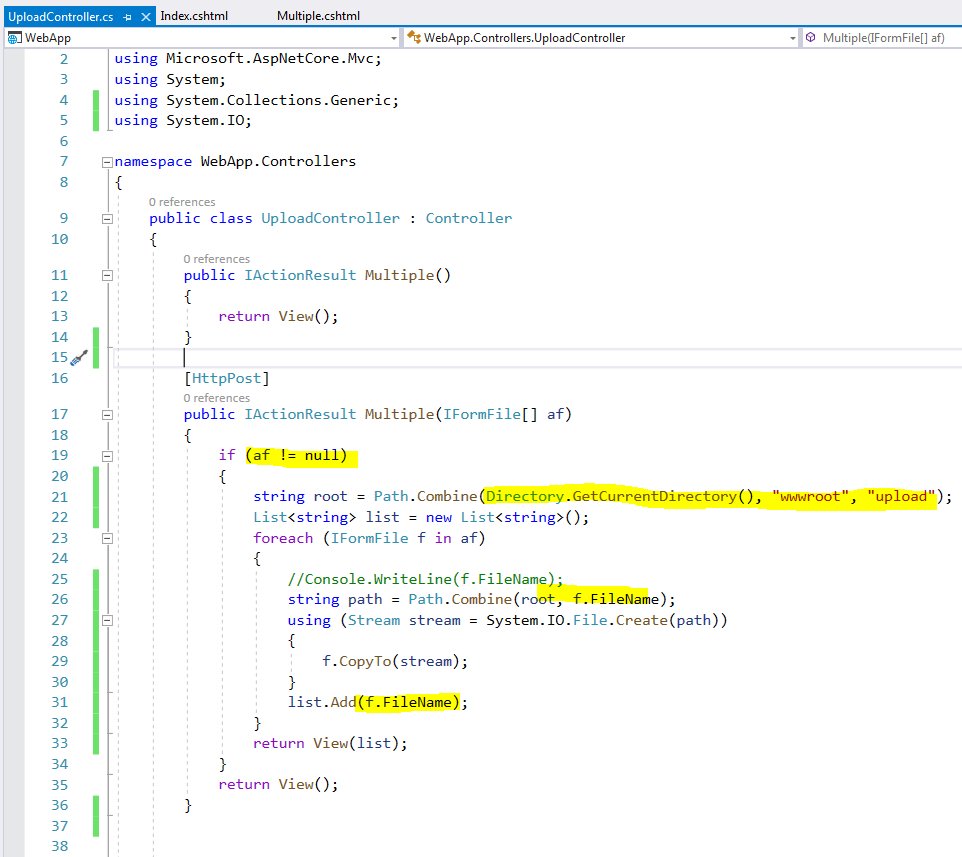 UploadController.cs Index.cshtml Multiple.cshtml
WebApp WebApp.Controllers.UploadController Multiple(IFormFile[] af)
2 using Microsoft.AspNetCore.Mvc;
3 using System;
4 using System.Collections.Generic;
5 using System.IO;
6
7 namespace WebApp.Controllers
8 {
0 references
9 public class UploadController : Controller
10 {
0 references
11 public IActionResult Multiple()
12 {
13 return View();
14 }
15
16 [HttpPost]
0 references
17 public IActionResult Multiple(IFormFile[] af)
18 {
19 if (af != null)
20 {
21 string root = Path.Combine(Directory.GetCurrentDirectory(), "wwwroot", "upload");
22 List<string> list = new List<string>();
23 foreach (IFormFile f in af)
24 {
25 //Console.WriteLine(f.FileName);
26 string path = Path.Combine(root, f.FileName);
27 using (Stream stream = System.IO.File.Create(path))
28 {
29 f.CopyTo(stream);
30 }
31 list.Add(f.FileName);
32 }
33 return View(list);
34 }
35 return View();
36 }
37
38